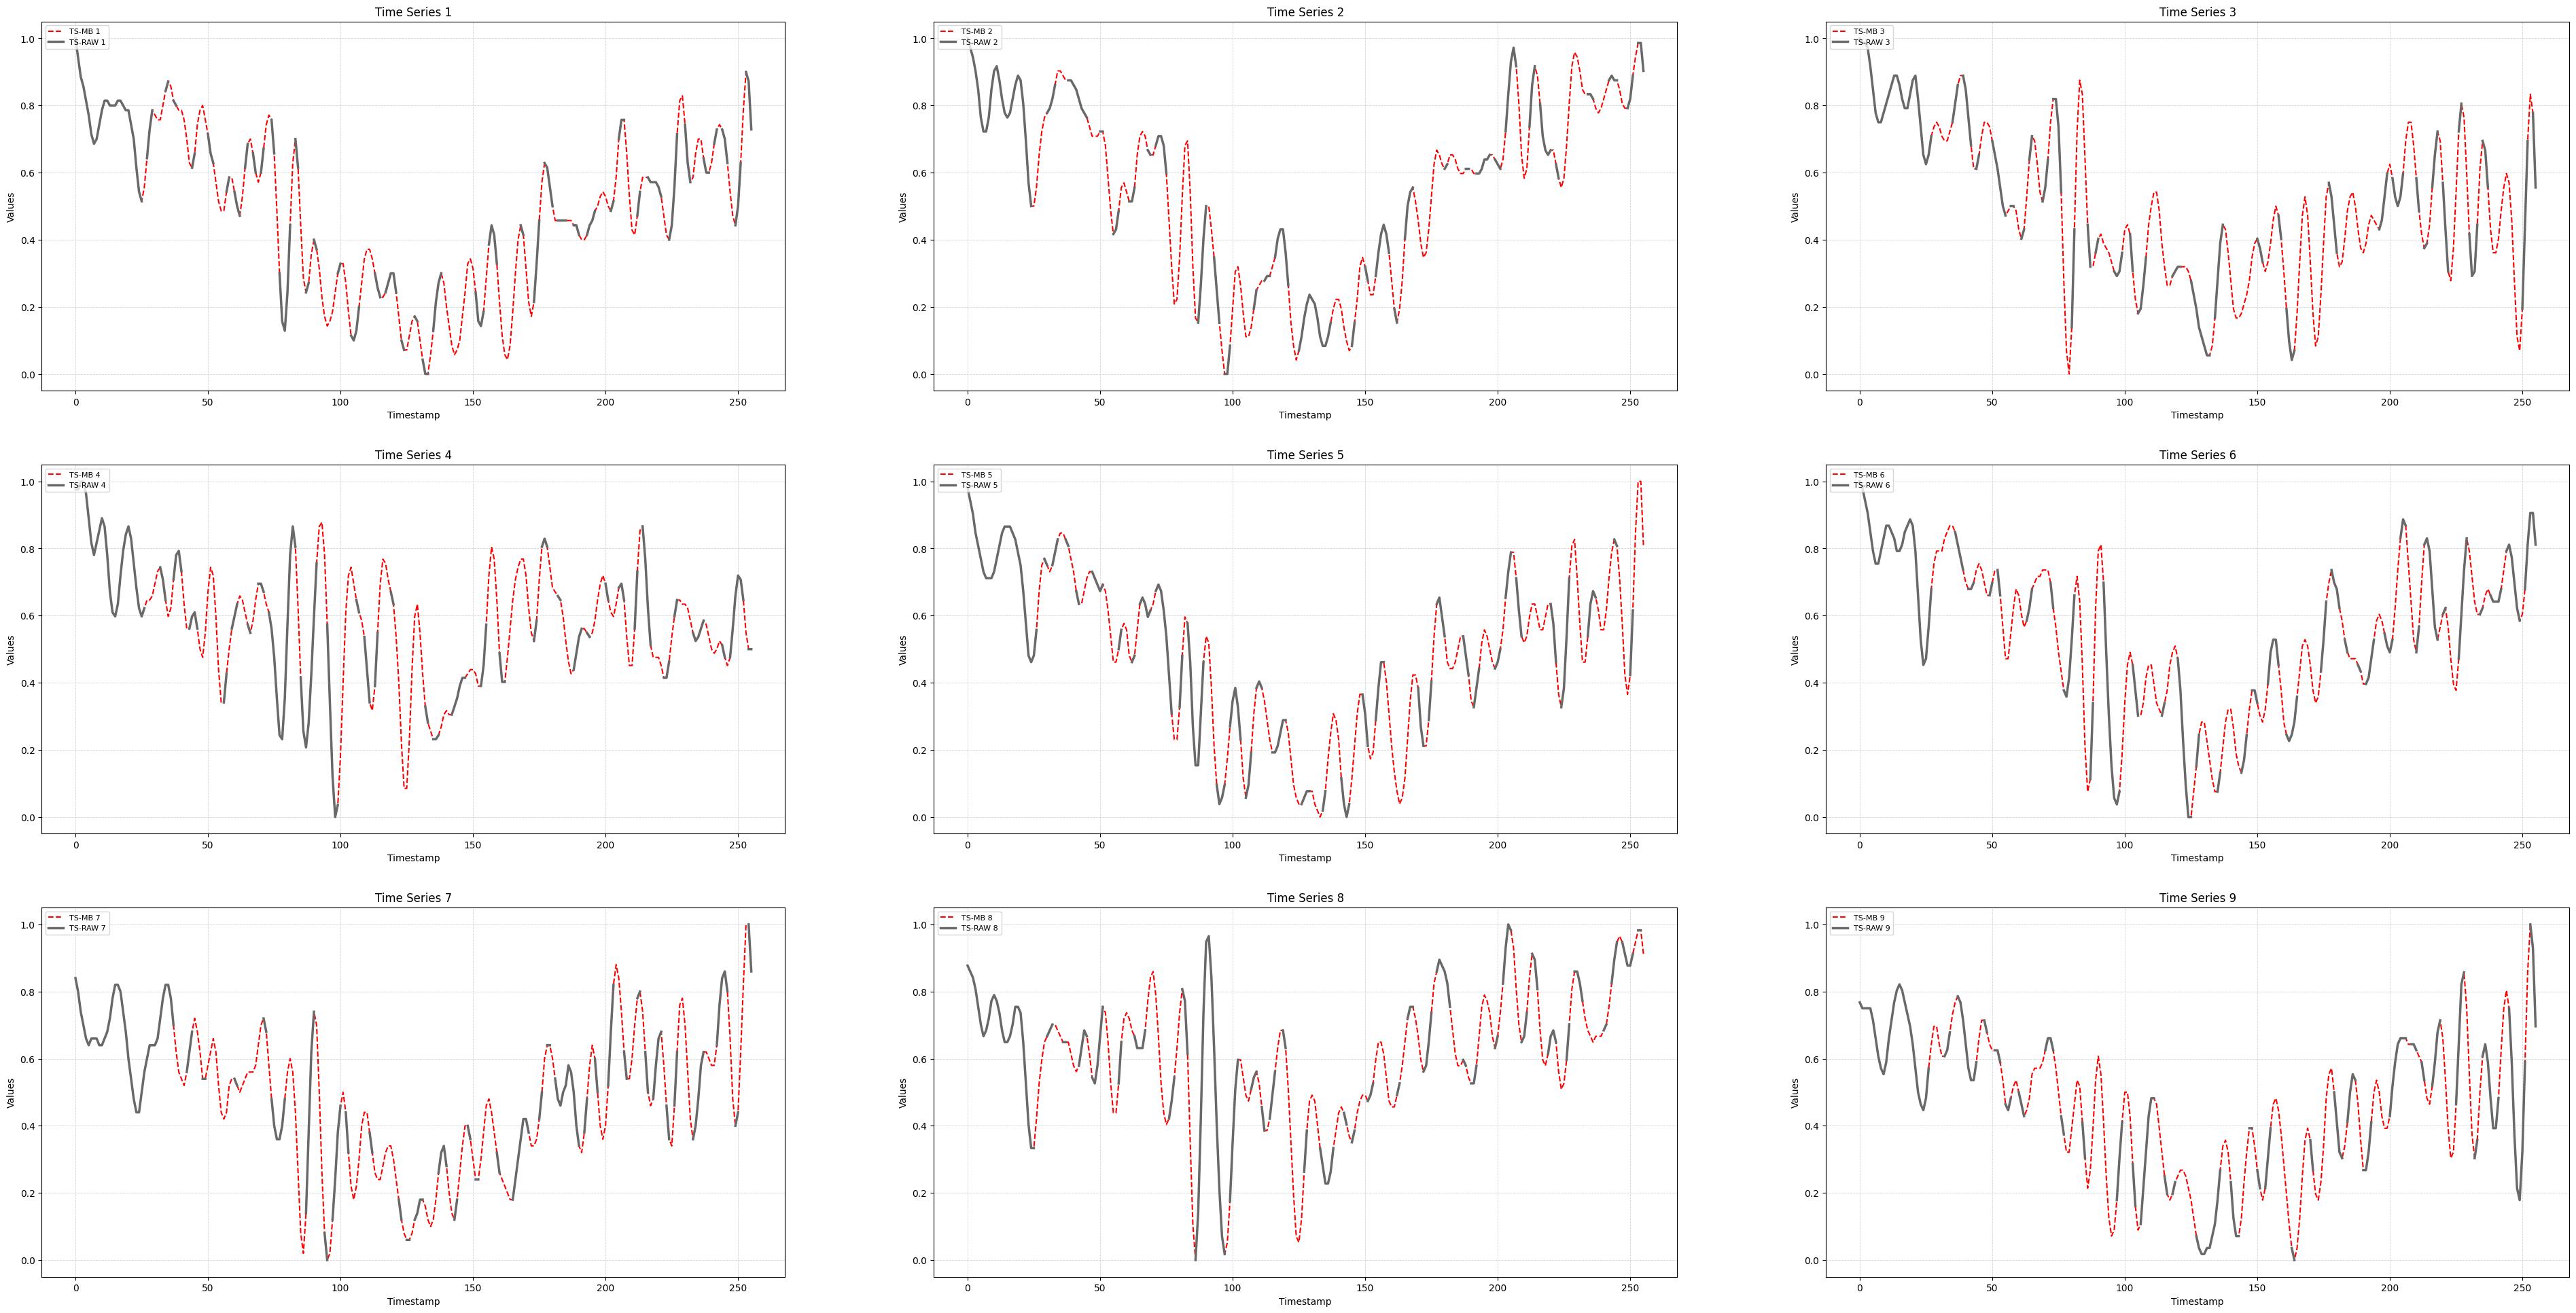 Time Series 1
TS-MB 1
TS-RAW 1
Values
1.0
0.8
0.6
0.4
0.2
0.0
0 50 100 150 200 250
Timestamp
Time Series 2
TS-MB 2
TS-RAW 2
Values
1.0
0.8
0.6
0.4
0.2
0.0
0 50 100 150 200 250
Timestamp
Time Series 3
TS-MB 3
TS-RAW 3
Values
1.0
0.8
0.6
0.4
0.2
0.0
0 50 100 150 200 250
Timestamp
Time Series 4
TS-MB 4
TS-RAW 4
Values
1.0
0.8
0.6
0.4
0.2
0.0
0 50 100 150 200 250
Timestamp
Time Series 5
TS-MB 5
TS-RAW 5
Values
1.0
0.8
0.6
0.4
0.2
0.0
0 50 100 150 200 250
Timestamp
Time Series 6
TS-MB 6
TS-RAW 6
Values
1.0
0.8
0.6
0.4
0.2
0.0
0 50 100 150 200 250
Timestamp
Time Series 7
TS-MB 7
TS-RAW 7
Values
1.0
0.8
0.6
0.4
0.2
0.0
0 50 100 150 200 250
Timestamp
Time Series 8
TS-MB 8
TS-RAW 8
Values
1.0
0.8
0.6
0.4
0.2
0.0
0 50 100 150 200 250
Timestamp
Time Series 9
TS-MB 9
TS-RAW 9
Values
1.0
0.8
0.6
0.4
0.2
0.0
0 50 100 150 200 250
Timestamp